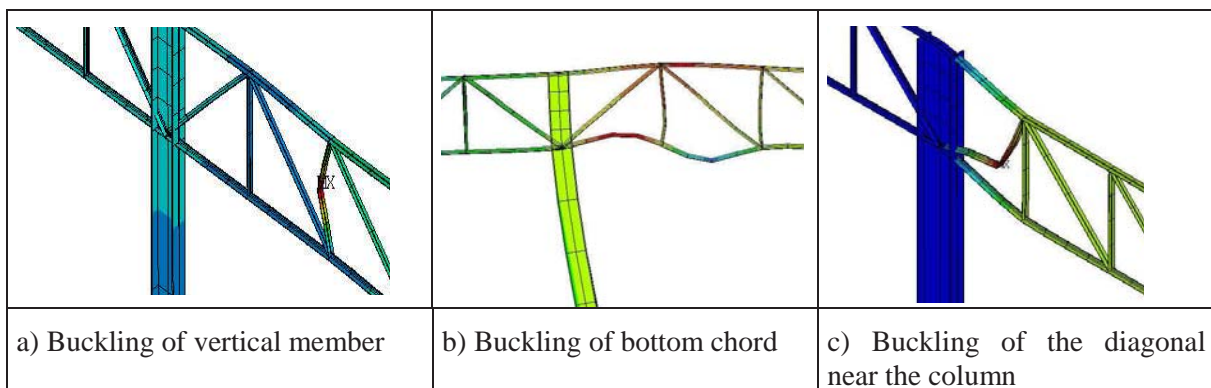 MX
a) Buckling of vertical member
b) Buckling of bottom chord
c) Buckling of the diagonal
near the column